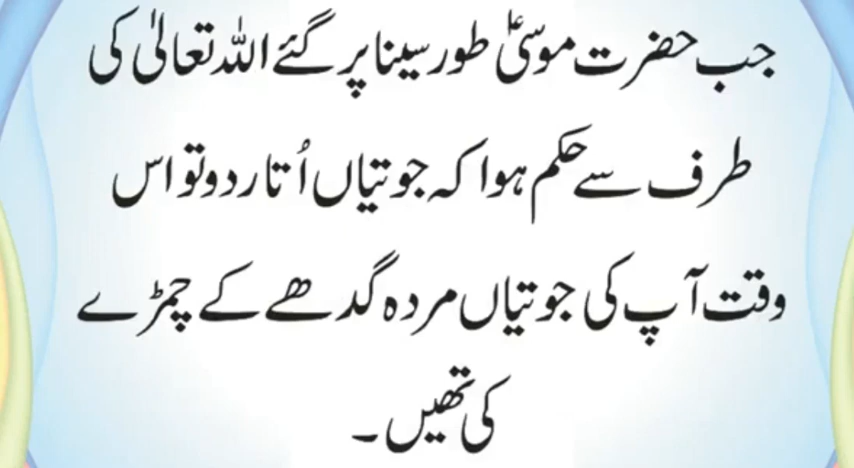 جب حضرت موسیٰؑ طور سینا پر گئے اللہ تعالیٰ کی
طرف سے حکم ہوا کہ جوتیاں اُتار دو تو اس
وقت آپ کی جوتیاں مردہ گدھے کے چمڑے
کی تھیں۔